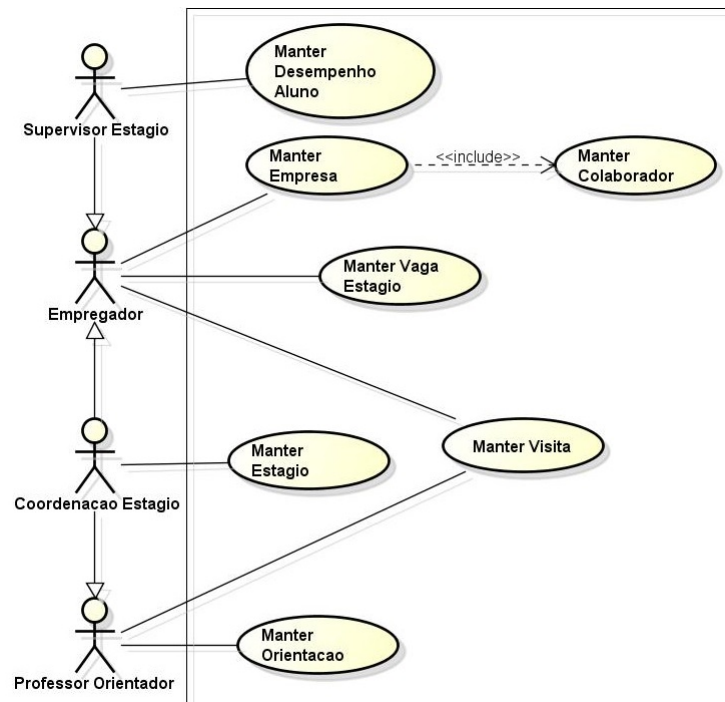 Manter
Desempenho
Aluno
Supervisor Estagio
Manter
Empresa
<<include>>
Manter
Colaborador
Manter Vaga
Estagio
Empregador
Manter
Estagio
Manter Visita
Coordenacao Estagio
Manter
Orientacao
Professor Orientador